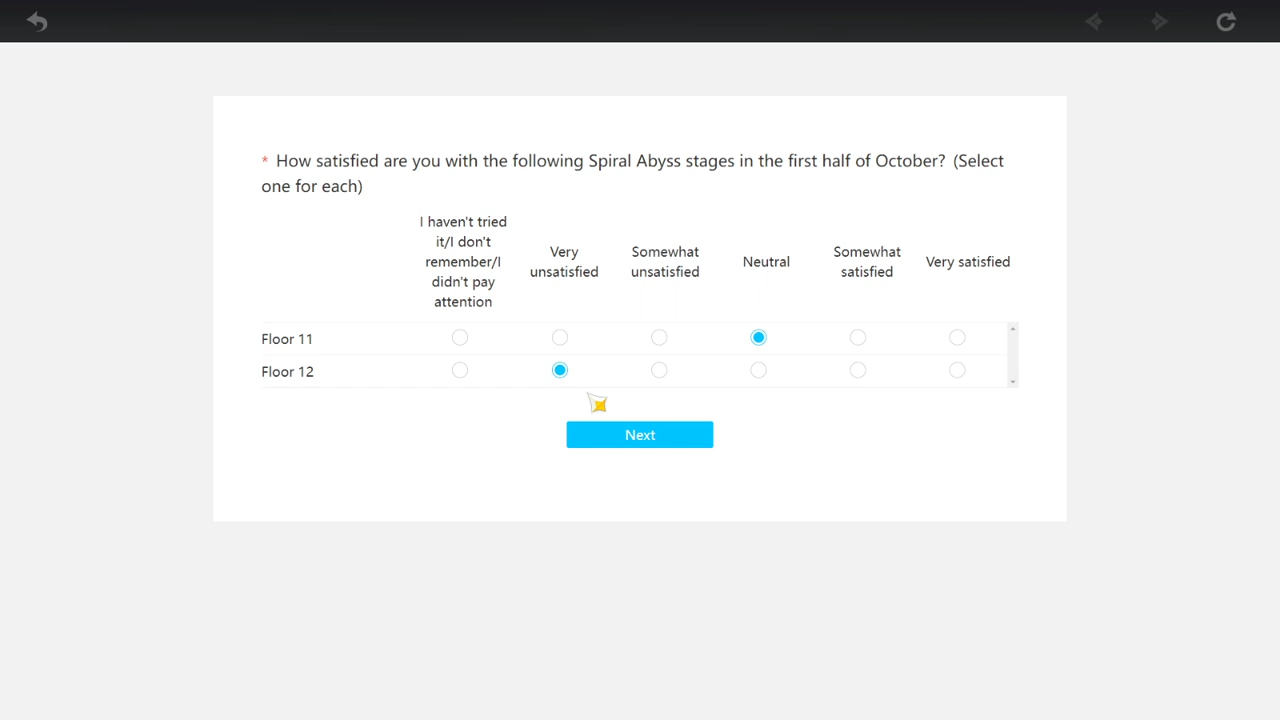 * How satisfied are you with the following Spiral Abyss stages in the first half of October? (Select
one for each)
I haven't tried
it/I don't
remember/I
didn't pay
attention
Very
unsatisfied
Somewhat
unsatisfied
Neutral
Somewhat
satisfied
Very satisfied
Floor 11
Floor 12
Next